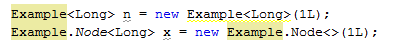 Example<Long> n = new Example<Long>(1L);
Example.Node<Long> x = new Example.Node<>(1L);